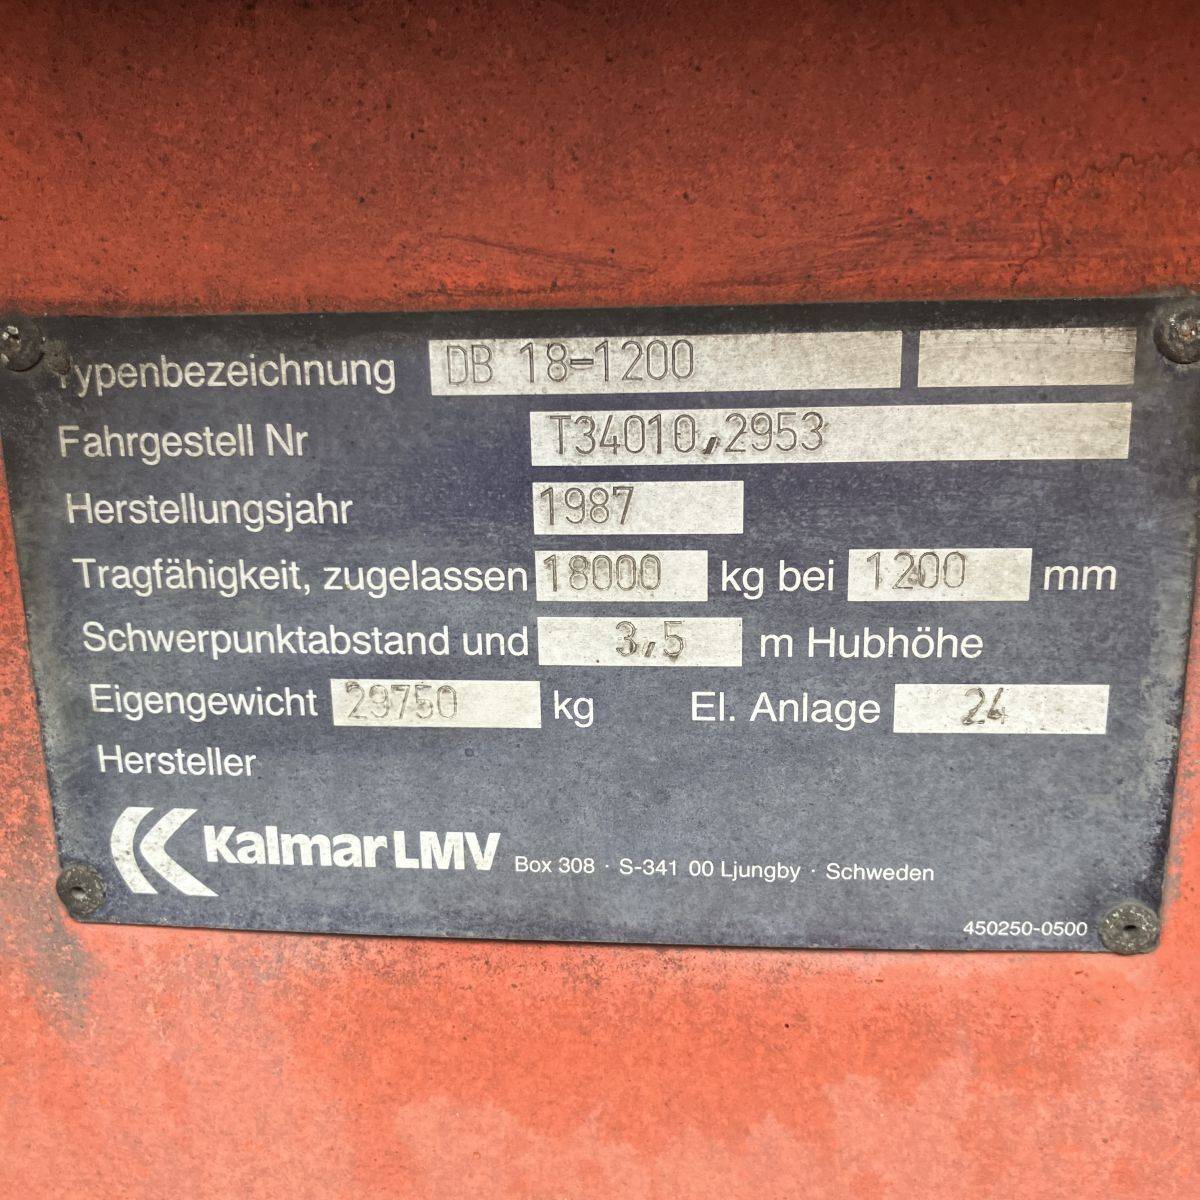 Typenbezeichnung DB 18-1200
Fahrgestell Nr T34010,2953
Herstellungsjahr 1987
Tragfähigkeit, zugelassen 18000 kg bei 1200 mm
Schwerpunktabstand und 3,5 m Hubhöhe
Eigengewicht 29750 kg El. Anlage 24
Hersteller
Kalmar LMV Box 308 · S-341 00 Ljungby · Schweden
450250-0500